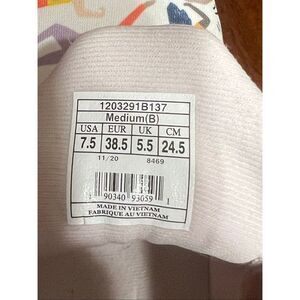 1203291B137
Medium(B)
USA EUR UK CM
7.5 38.5 5.5 24.5
11/20 8469
90340 93059 1
MADE IN VIETNAM
FABRIQUE AU VIETNAM